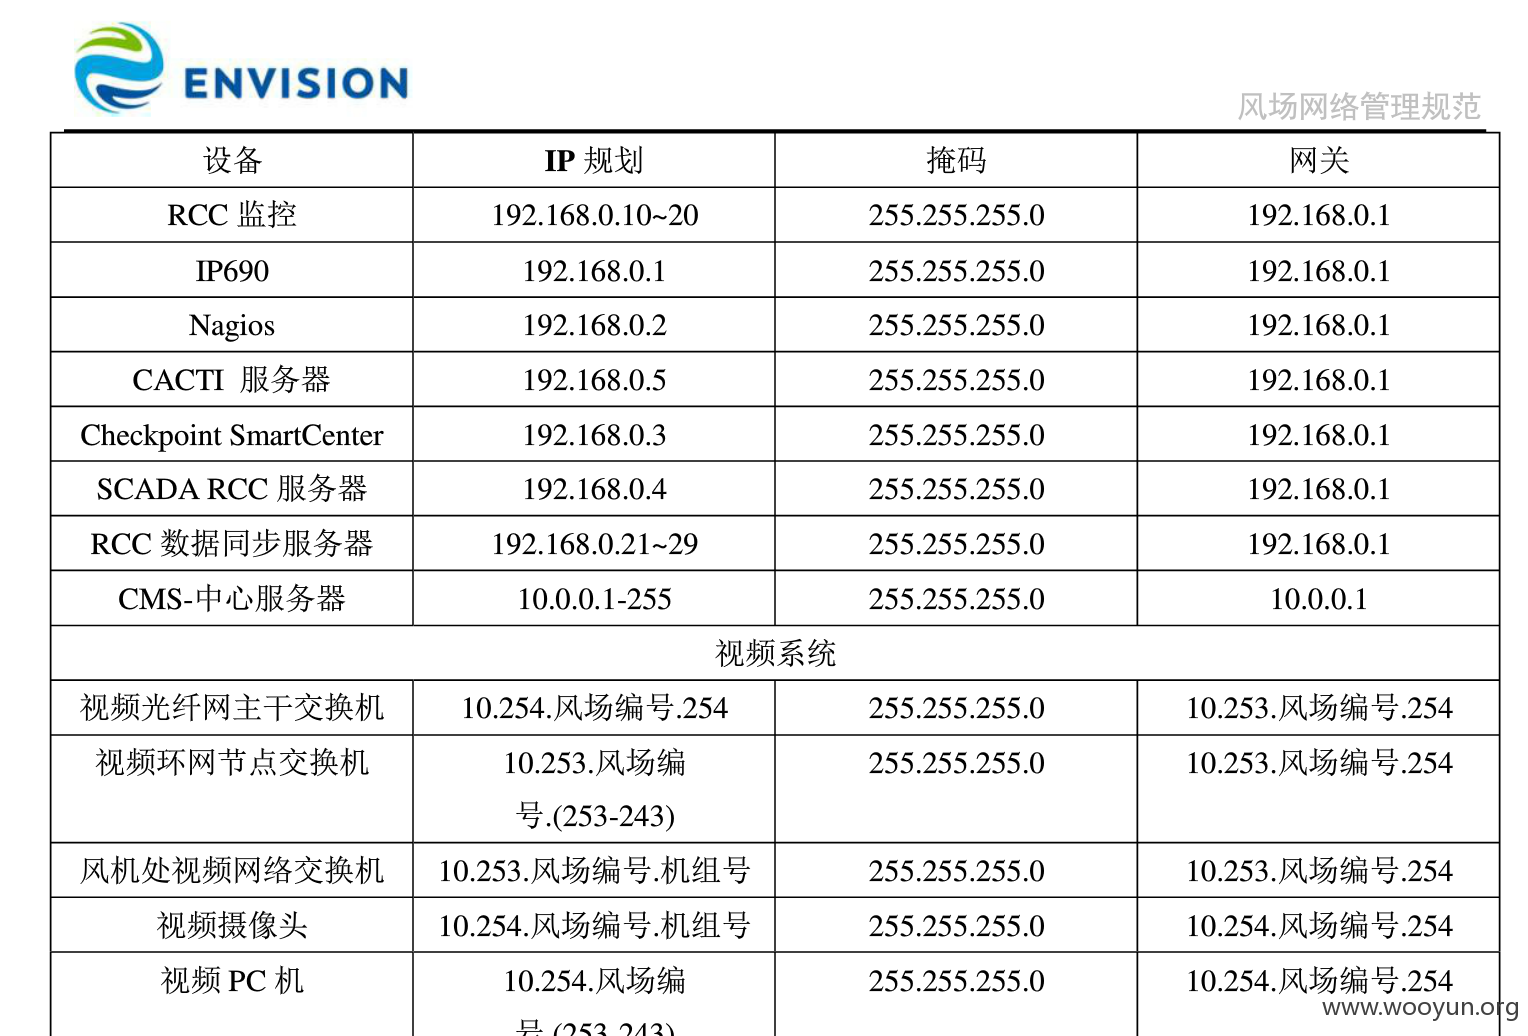 ENVISION
风场网络管理规范
设备 IP 规划 掩码 网关
RCC 监控 192.168.0.10~20 255.255.255.0 192.168.0.1
IP690 192.168.0.1 255.255.255.0 192.168.0.1
Nagios 192.168.0.2 255.255.255.0 192.168.0.1
CACTI 服务器 192.168.0.5 255.255.255.0 192.168.0.1
Checkpoint SmartCenter 192.168.0.3 255.255.255.0 192.168.0.1
SCADA RCC 服务器 192.168.0.4 255.255.255.0 192.168.0.1
RCC 数据同步服务器 192.168.0.21~29 255.255.255.0 192.168.0.1
CMS-中心服务器 10.0.0.1-255 255.255.255.0 10.0.0.1
视频系统
视频光纤网主干交换机 10.254.风场编号.254 255.255.255.0 10.253.风场编号.254
视频环网节点交换机 10.253.风场编 255.255.255.0 10.253.风场编号.254
号.(253-243)
风机处视频网络交换机 10.253.风场编号.机组号 255.255.255.0 10.253.风场编号.254
视频摄像头 10.254.风场编号.机组号 255.255.255.0 10.254.风场编号.254
视频 PC 机 10.254.风场编 255.255.255.0 10.254.风场编号.254
号.(253-243)
www.wooyun.org